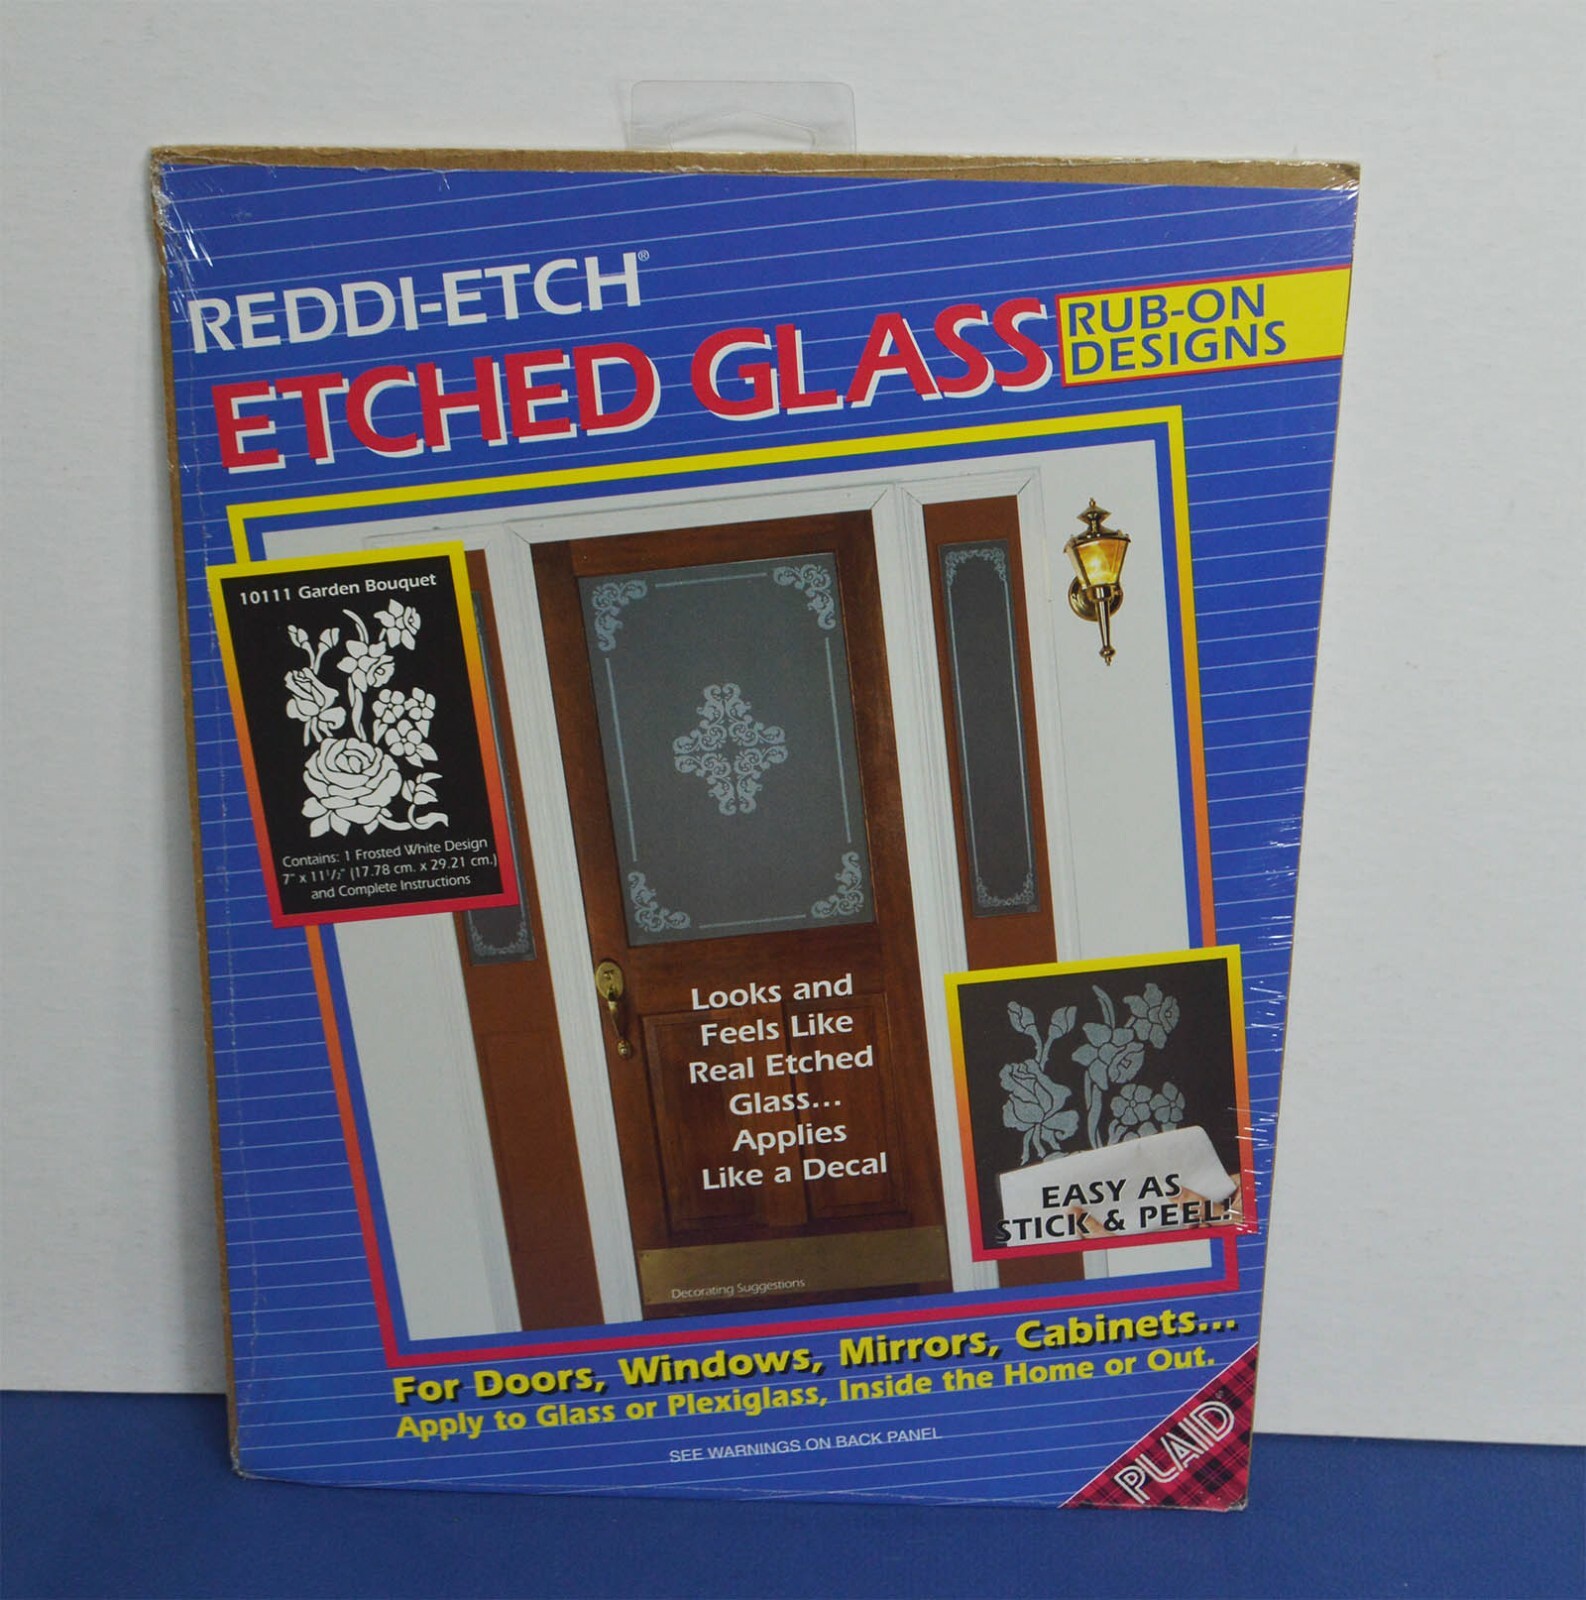 REDDI-ETCH®
ETCHED GLASS
RUB-ON
DESIGNS
10111 Garden Bouquet
Contains: 1 Frosted White Design
7" x 11 1/2" (17.78 cm. x 29.21 cm.)
and Complete Instructions
Looks and
Feels Like
Real Etched
Glass...
Applies
Like a Decal
EASY AS
STICK & PEEL!
Decorating Suggestions
For Doors, Windows, Mirrors, Cabinets...
Apply to Glass or Plexiglass, Inside the Home or Out.
SEE WARNINGS ON BACK PANEL
PLAID®